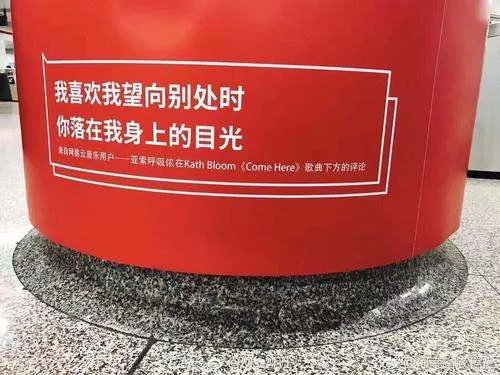 我喜欢我望向别处时
你落在我身上的目光
来自网易云音乐用户——亚索呼吸依在Kath Bloom《Come Here》歌曲下方的评论